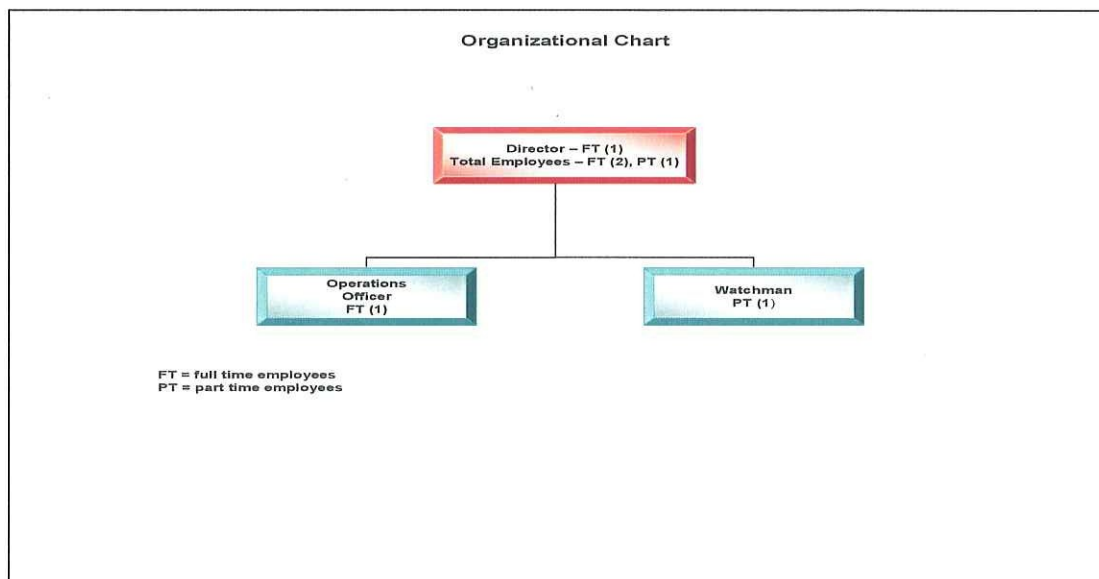 Organizational Chart
Director – FT (1)
Total Employees – FT (2), PT (1)
Operations
Officer
FT (1)
Watchman
PT (1)
FT = full time employees
PT = part time employees